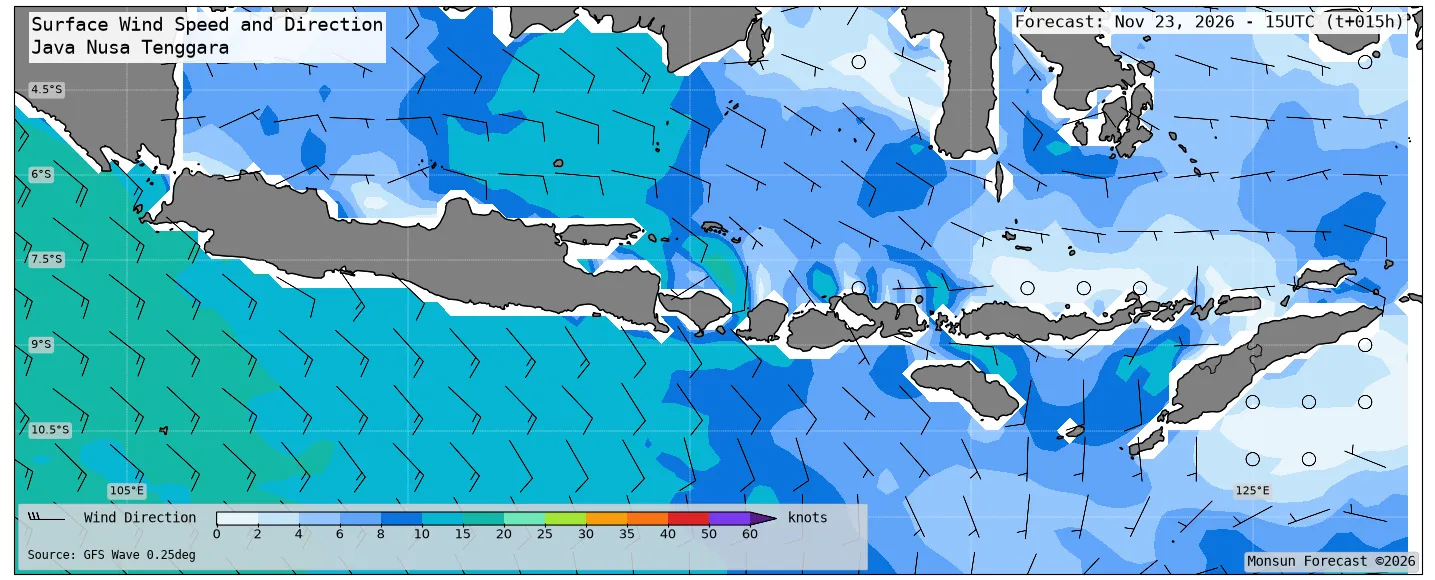 Surface Wind Speed and Direction
Java Nusa Tenggara
Forecast: Nov 23, 2026 - 15UTC (t+015h)
4.5°S
6°S
7.5°S
9°S
10.5°S
105°E
125°E
Wind Direction
knots
0 2 4 6 8 10 15 20 25 30 35 40 50 60
Source: GFS Wave 0.25deg
Monsun Forecast ©2026